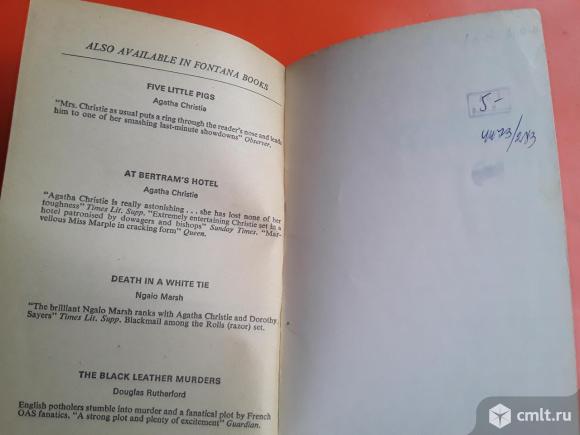 ALSO AVAILABLE IN FONTANA BOOKS
FIVE LITTLE PIGS
Agatha Christie
"Mrs. Christie as usual puts a ring through the reader's nose and leads
him to one of her smashing last-minute showdowns" Observer.
AT BERTRAM'S HOTEL
Agatha Christie
"Agatha Christie is really astonishing . . . she has lost none of her
toughness" Times Lit. Supp. "Extremely entertaining Christie set in a
hotel patronised by dowagers and bishops" Sunday Times. "Mar-
vellous Miss Marple in cracking form" Queen.
DEATH IN A WHITE TIE
Ngaio Marsh
"The brilliant Ngaio Marsh ranks with Agatha Christie and Dorothy
Sayers" Times Lit. Supp. Blackmail among the Rolls (razor) set.
THE BLACK LEATHER MURDERS
Douglas Rutherford
English potholers stumble into murder and a fanatical plot by French
OAS fanatics. "A strong plot and plenty of excitement" Guardian.
5-
cmlt.ru